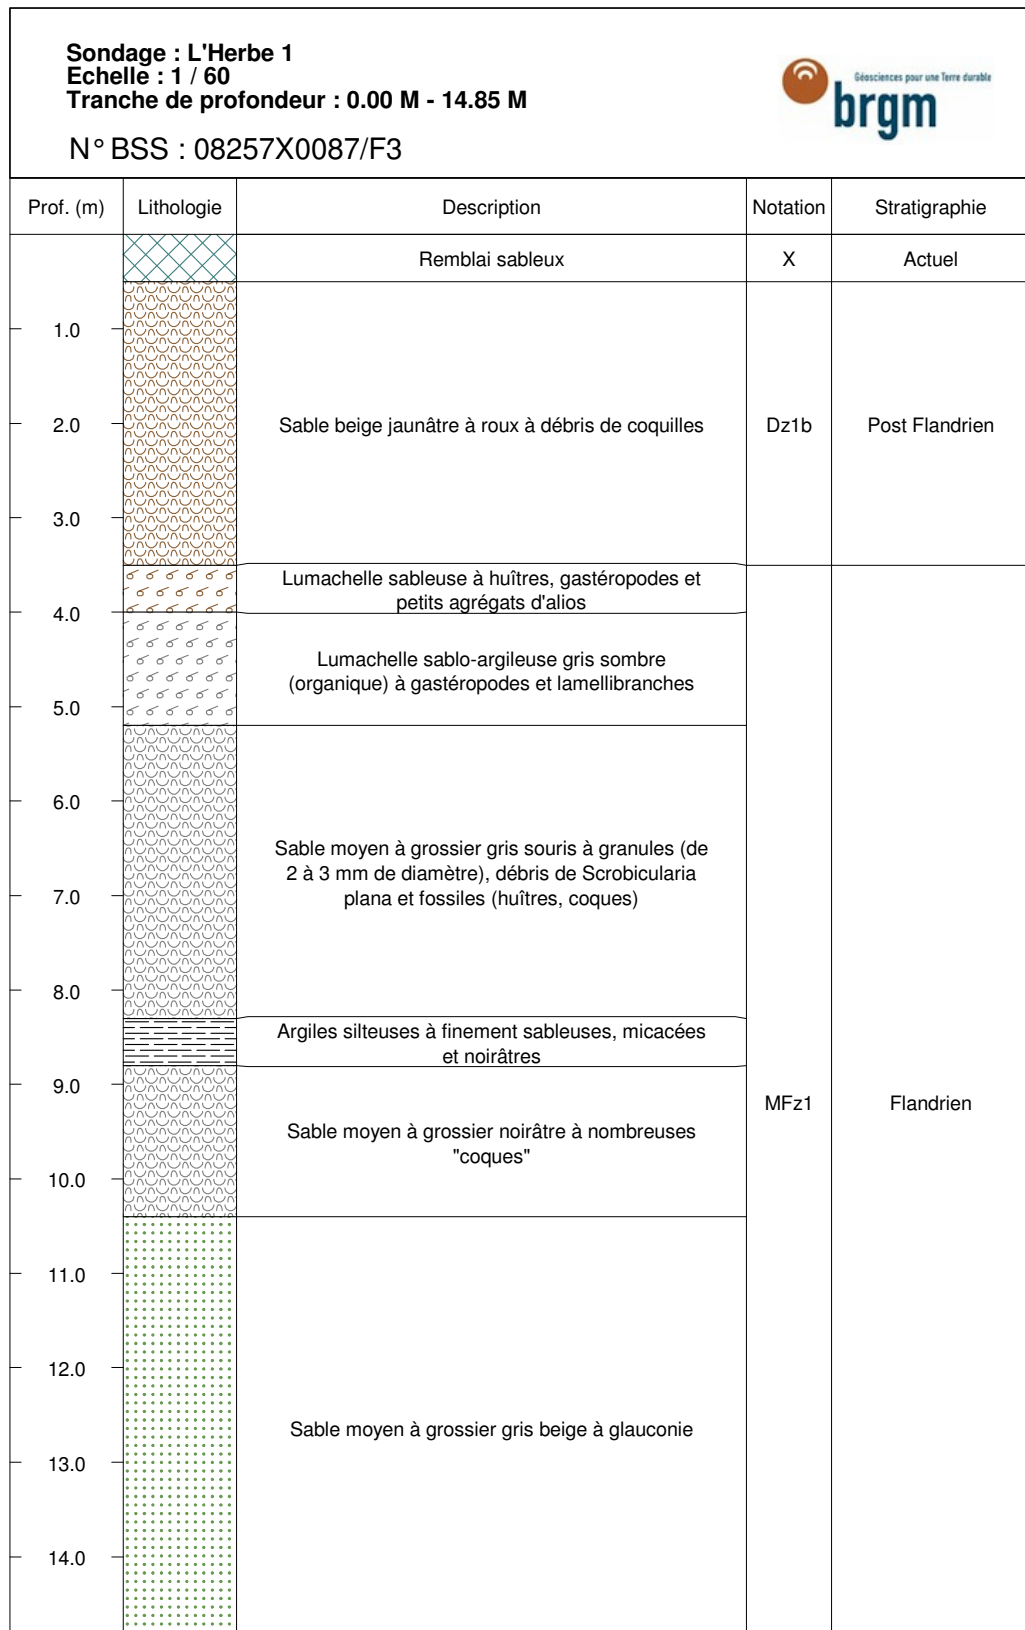 Sondage : L'Herbe 1
Echelle : 1 / 60
Tranche de profondeur : 0.00 M - 14.85 M
N° BSS : 08257X0087/F3
Géosciences pour une Terre durable
brgm
Prof. (m) Lithologie Description Notation Stratigraphie
Remblai sableux X Actuel
1.0
2.0 Sable beige jaunâtre à roux à débris de coquilles Dz1b Post Flandrien
3.0
Lumachelle sableuse à huîtres, gastéropodes et
petits agrégats d'alios
4.0
Lumachelle sablo-argileuse gris sombre
(organique) à gastéropodes et lamellibranches
5.0
6.0
Sable moyen à grossier gris souris à granules (de
2 à 3 mm de diamètre), débris de Scrobicularia
7.0 plana et fossiles (huîtres, coques)
8.0
Argiles silteuses à finement sableuses, micacées
et noirâtres
9.0
MFz1 Flandrien
Sable moyen à grossier noirâtre à nombreuses
"coques"
10.0
11.0
12.0
Sable moyen à grossier gris beige à glauconie
13.0
14.0